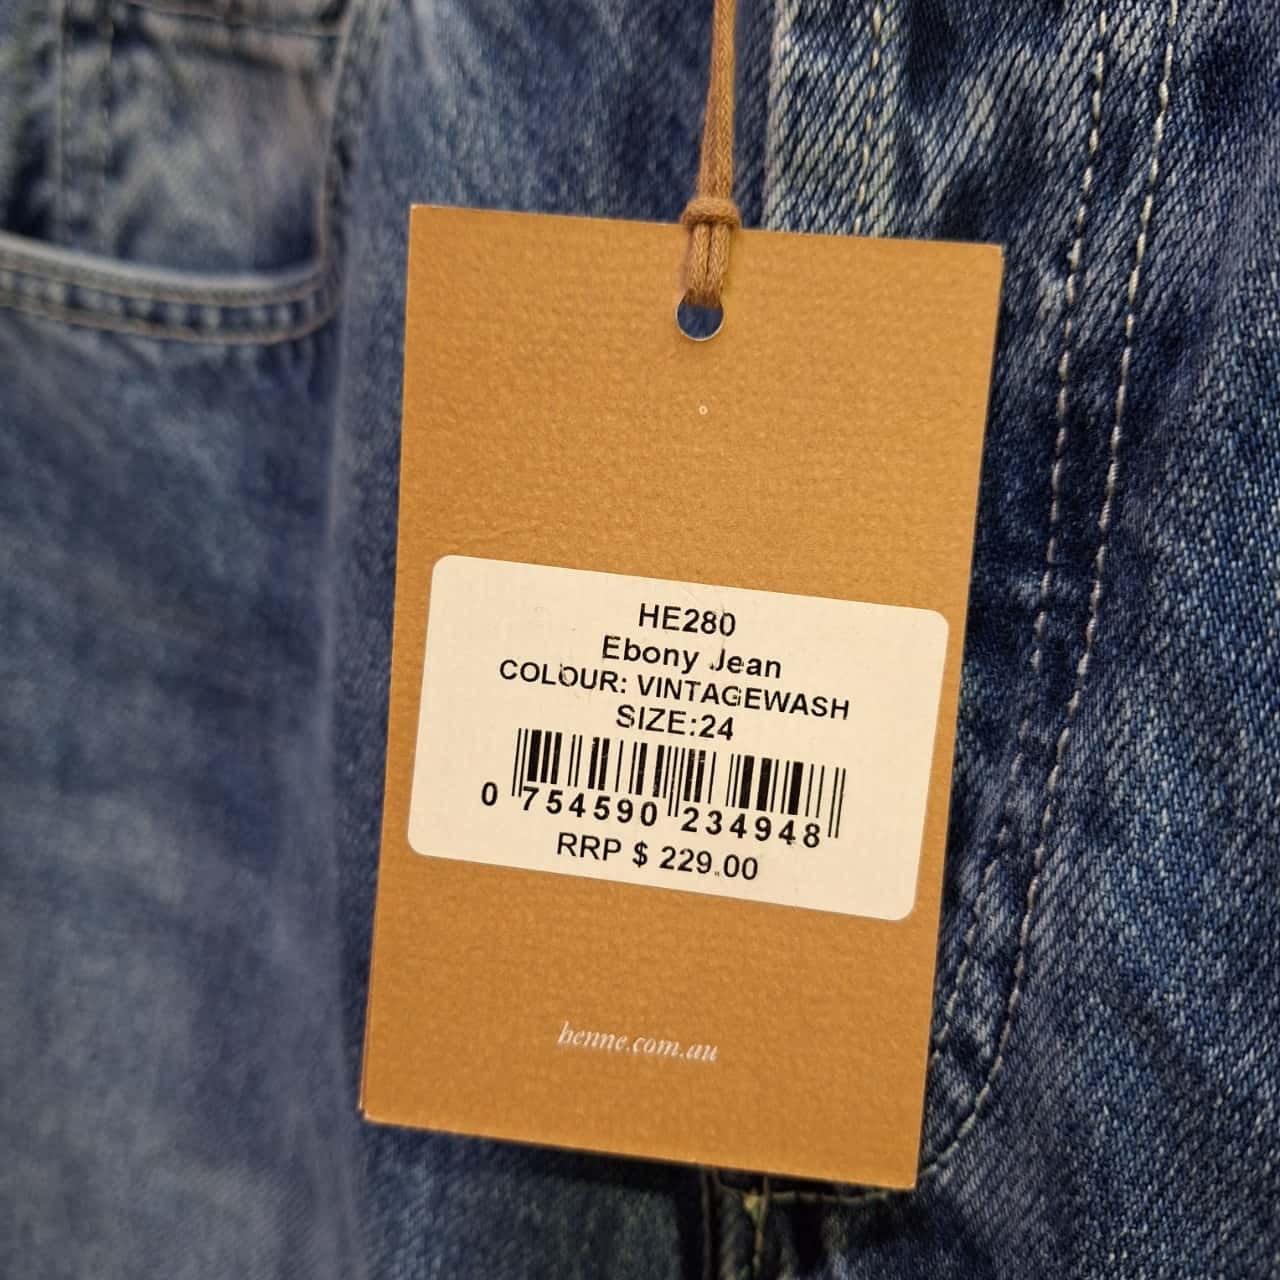 HE280
Ebony Jean
COLOUR: VINTAGEWASH
SIZE:24
0 754590 234948
RRP $ 229.00
henne.com.au